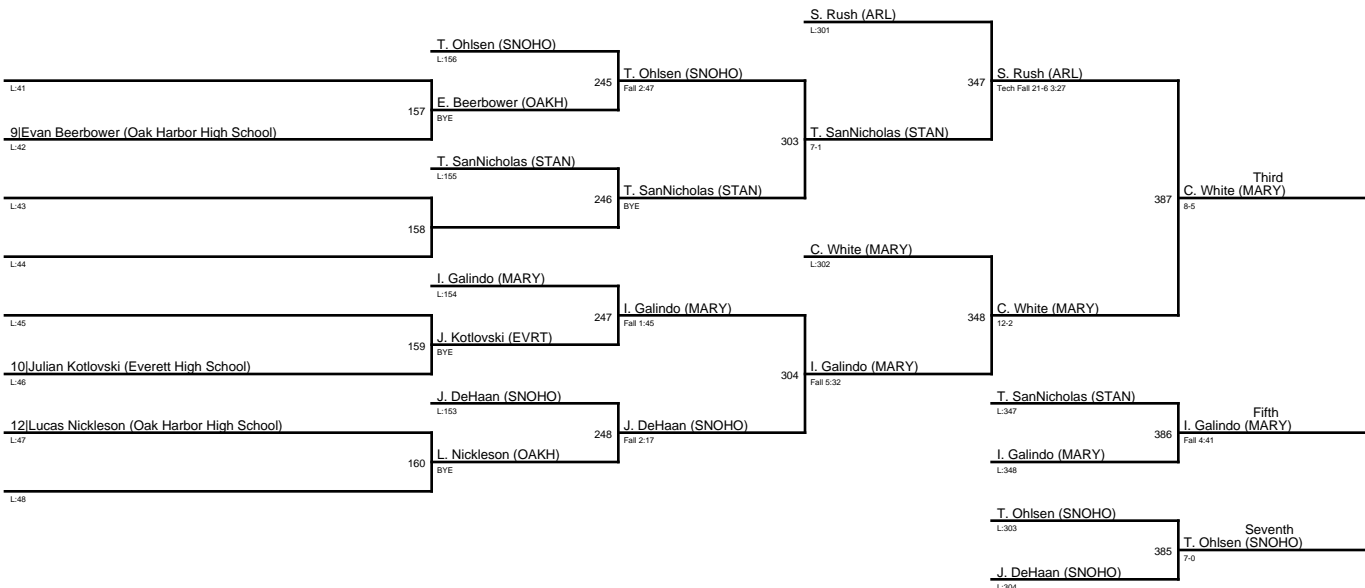 S. Rush (ARL)
L:301
T. Ohlsen (SNOHO)
L:156
L:41
245
T. Ohlsen (SNOHO)
Fall 2:47
347
S. Rush (ARL)
Tech Fall 21-6 3:27
157
E. Beerbower (OAKH)
BYE
9|Evan Beerbower (Oak Harbor High School)
L:42
303
T. SanNicholas (STAN)
7-1
T. SanNicholas (STAN)
L:155
L:43
246
T. SanNicholas (STAN)
BYE
387
Third
C. White (MARY)
8-5
158
L:44
C. White (MARY)
L:302
I. Galindo (MARY)
L:154
L:45
247
I. Galindo (MARY)
Fall 1:45
348
C. White (MARY)
12-2
159
J. Kotlovski (EVRT)
BYE
10|Julian Kotlovski (Everett High School)
L:46
304
I. Galindo (MARY)
Fall 5:32
J. DeHaan (SNOHO)
L:153
T. SanNicholas (STAN)
L:347
12|Lucas Nickleson (Oak Harbor High School)
L:47
248
J. DeHaan (SNOHO)
Fall 2:17
386
Fifth
I. Galindo (MARY)
Fall 4:41
160
L. Nickleson (OAKH)
BYE
I. Galindo (MARY)
L:348
L:48
T. Ohlsen (SNOHO)
L:303
385
Seventh
T. Ohlsen (SNOHO)
7-0
J. DeHaan (SNOHO)
L:304